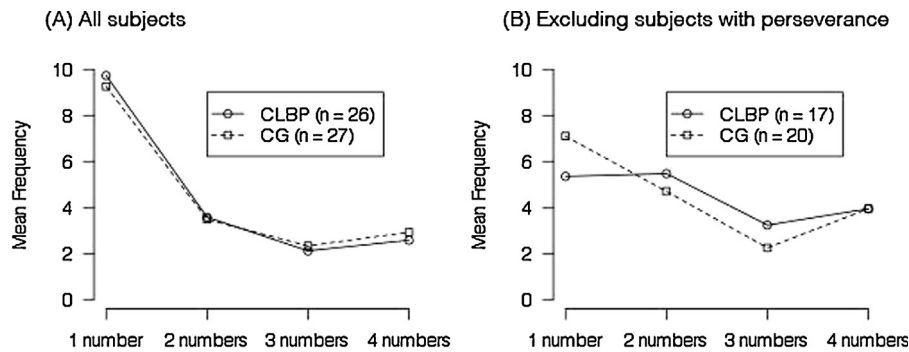 (A) All subjects
Mean Frequency
10
8
6
4
2
0
CLBP (n = 26)
CG (n = 27)
1 number 2 numbers 3 numbers 4 numbers
(B) Excluding subjects with perseverance
Mean Frequency
10
8
6
4
2
0
CLBP (n = 17)
CG (n = 20)
1 number 2 numbers 3 numbers 4 numbers